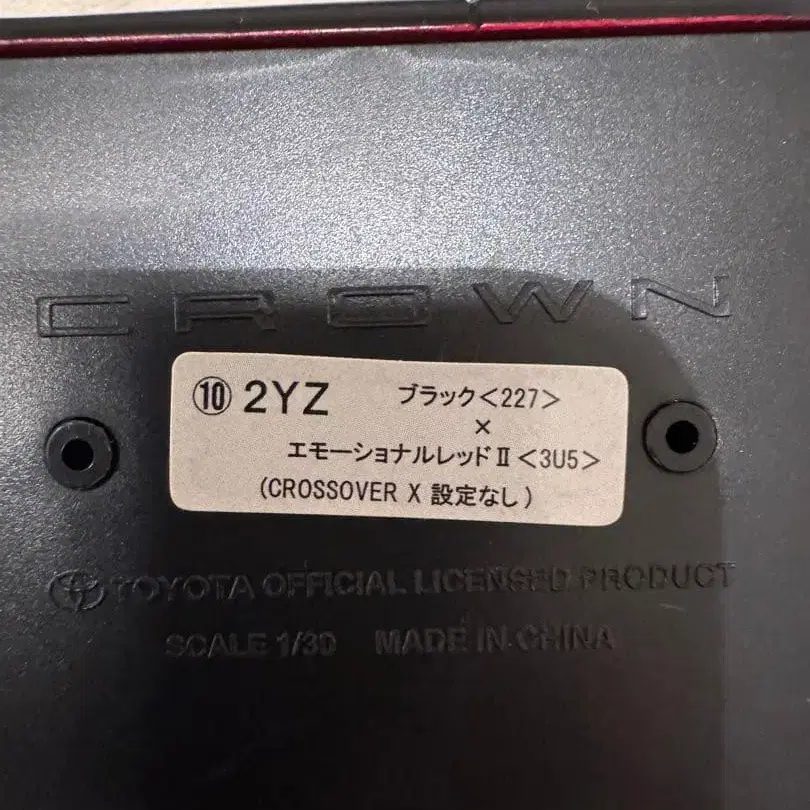 CROWN
⑩ 2YZ ブラック<227>
×
エモーショナルレッドⅡ<3U5>
(CROSSOVER X 設定なし)
TOYOTA OFFICIAL LICENSED PRODUCT
SCALE 1/30 MADE IN CHINA